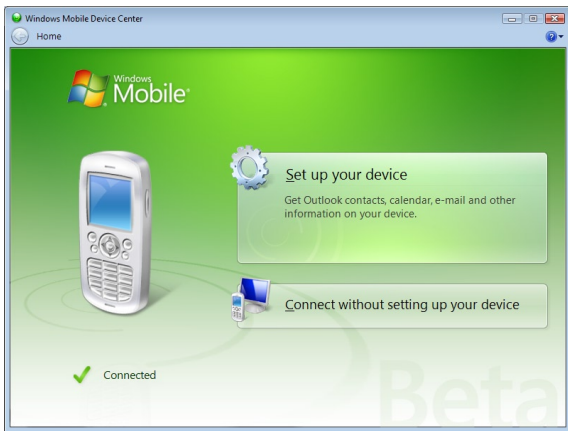 Windows Mobile Device Center
Home
Windows
Mobile®
Set up your device
Get Outlook contacts, calendar, e-mail and other
information on your device.
Connect without setting up your device
Connected
Beta